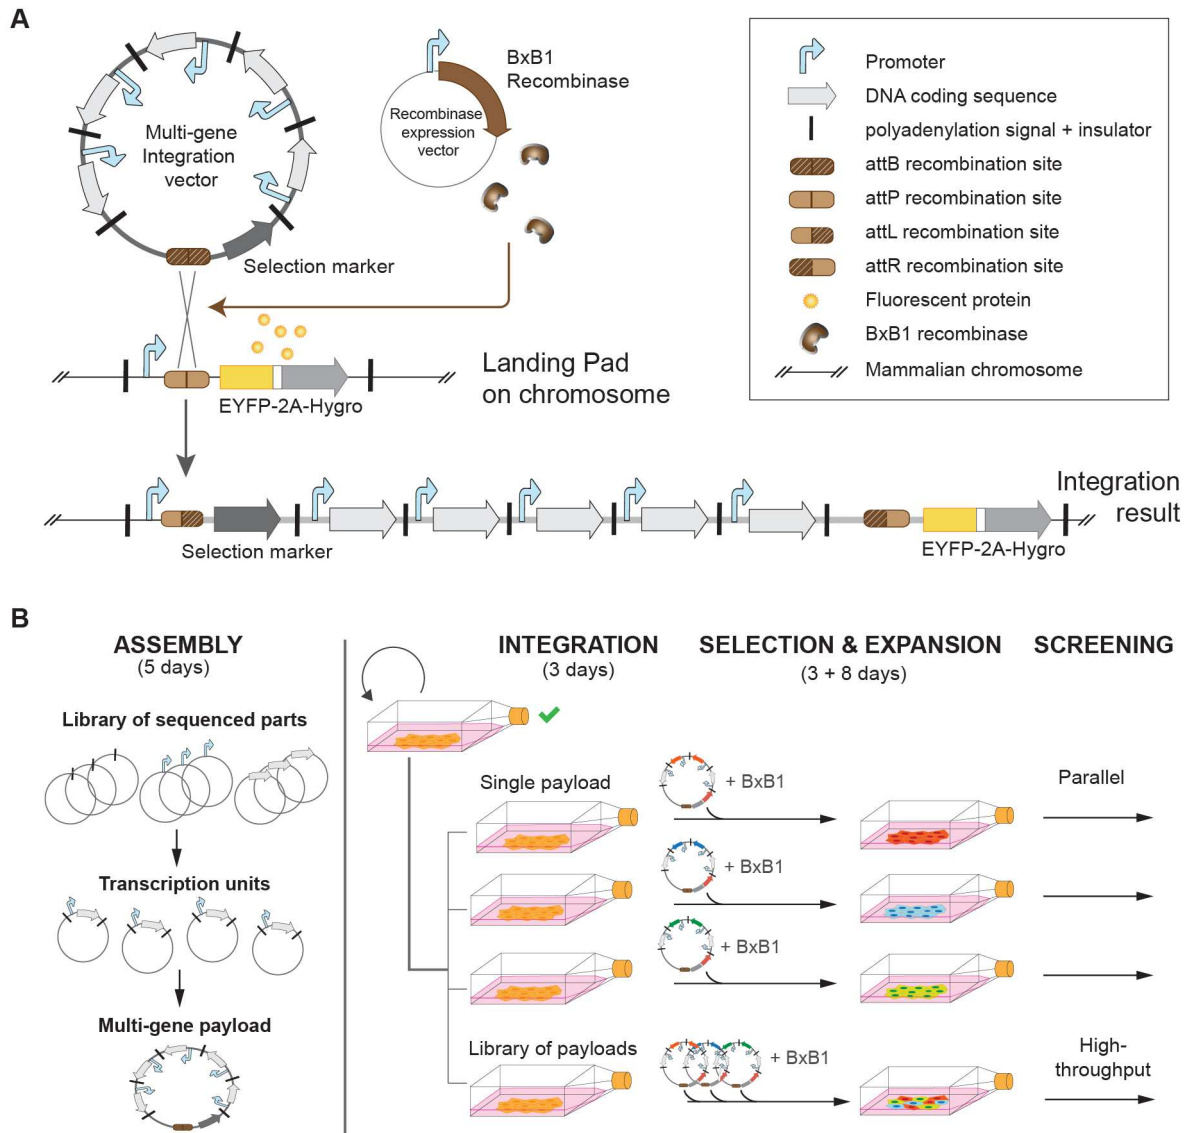 A
BxB1
Recombinase
Recombinase
expression
vector
Multi-gene
Integration
vector
Selection marker
Promoter
DNA coding sequence
polyadenylation signal + insulator
attB recombination site
attP recombination site
attL recombination site
attR recombination site
Fluorescent protein
BxB1 recombinase
Mammalian chromosome
Landing Pad
on chromosome
EYFP-2A-Hygro
Integration
result
Selection marker
EYFP-2A-Hygro
B
ASSEMBLY
(5 days)
Library of sequenced parts
Transcription units
Multi-gene payload
INTEGRATION
(3 days)
SELECTION & EXPANSION
(3 + 8 days)
SCREENING
Single payload
+ BxB1
Parallel
+ BxB1
+ BxB1
Library of payloads
+ BxB1
High-
throughput